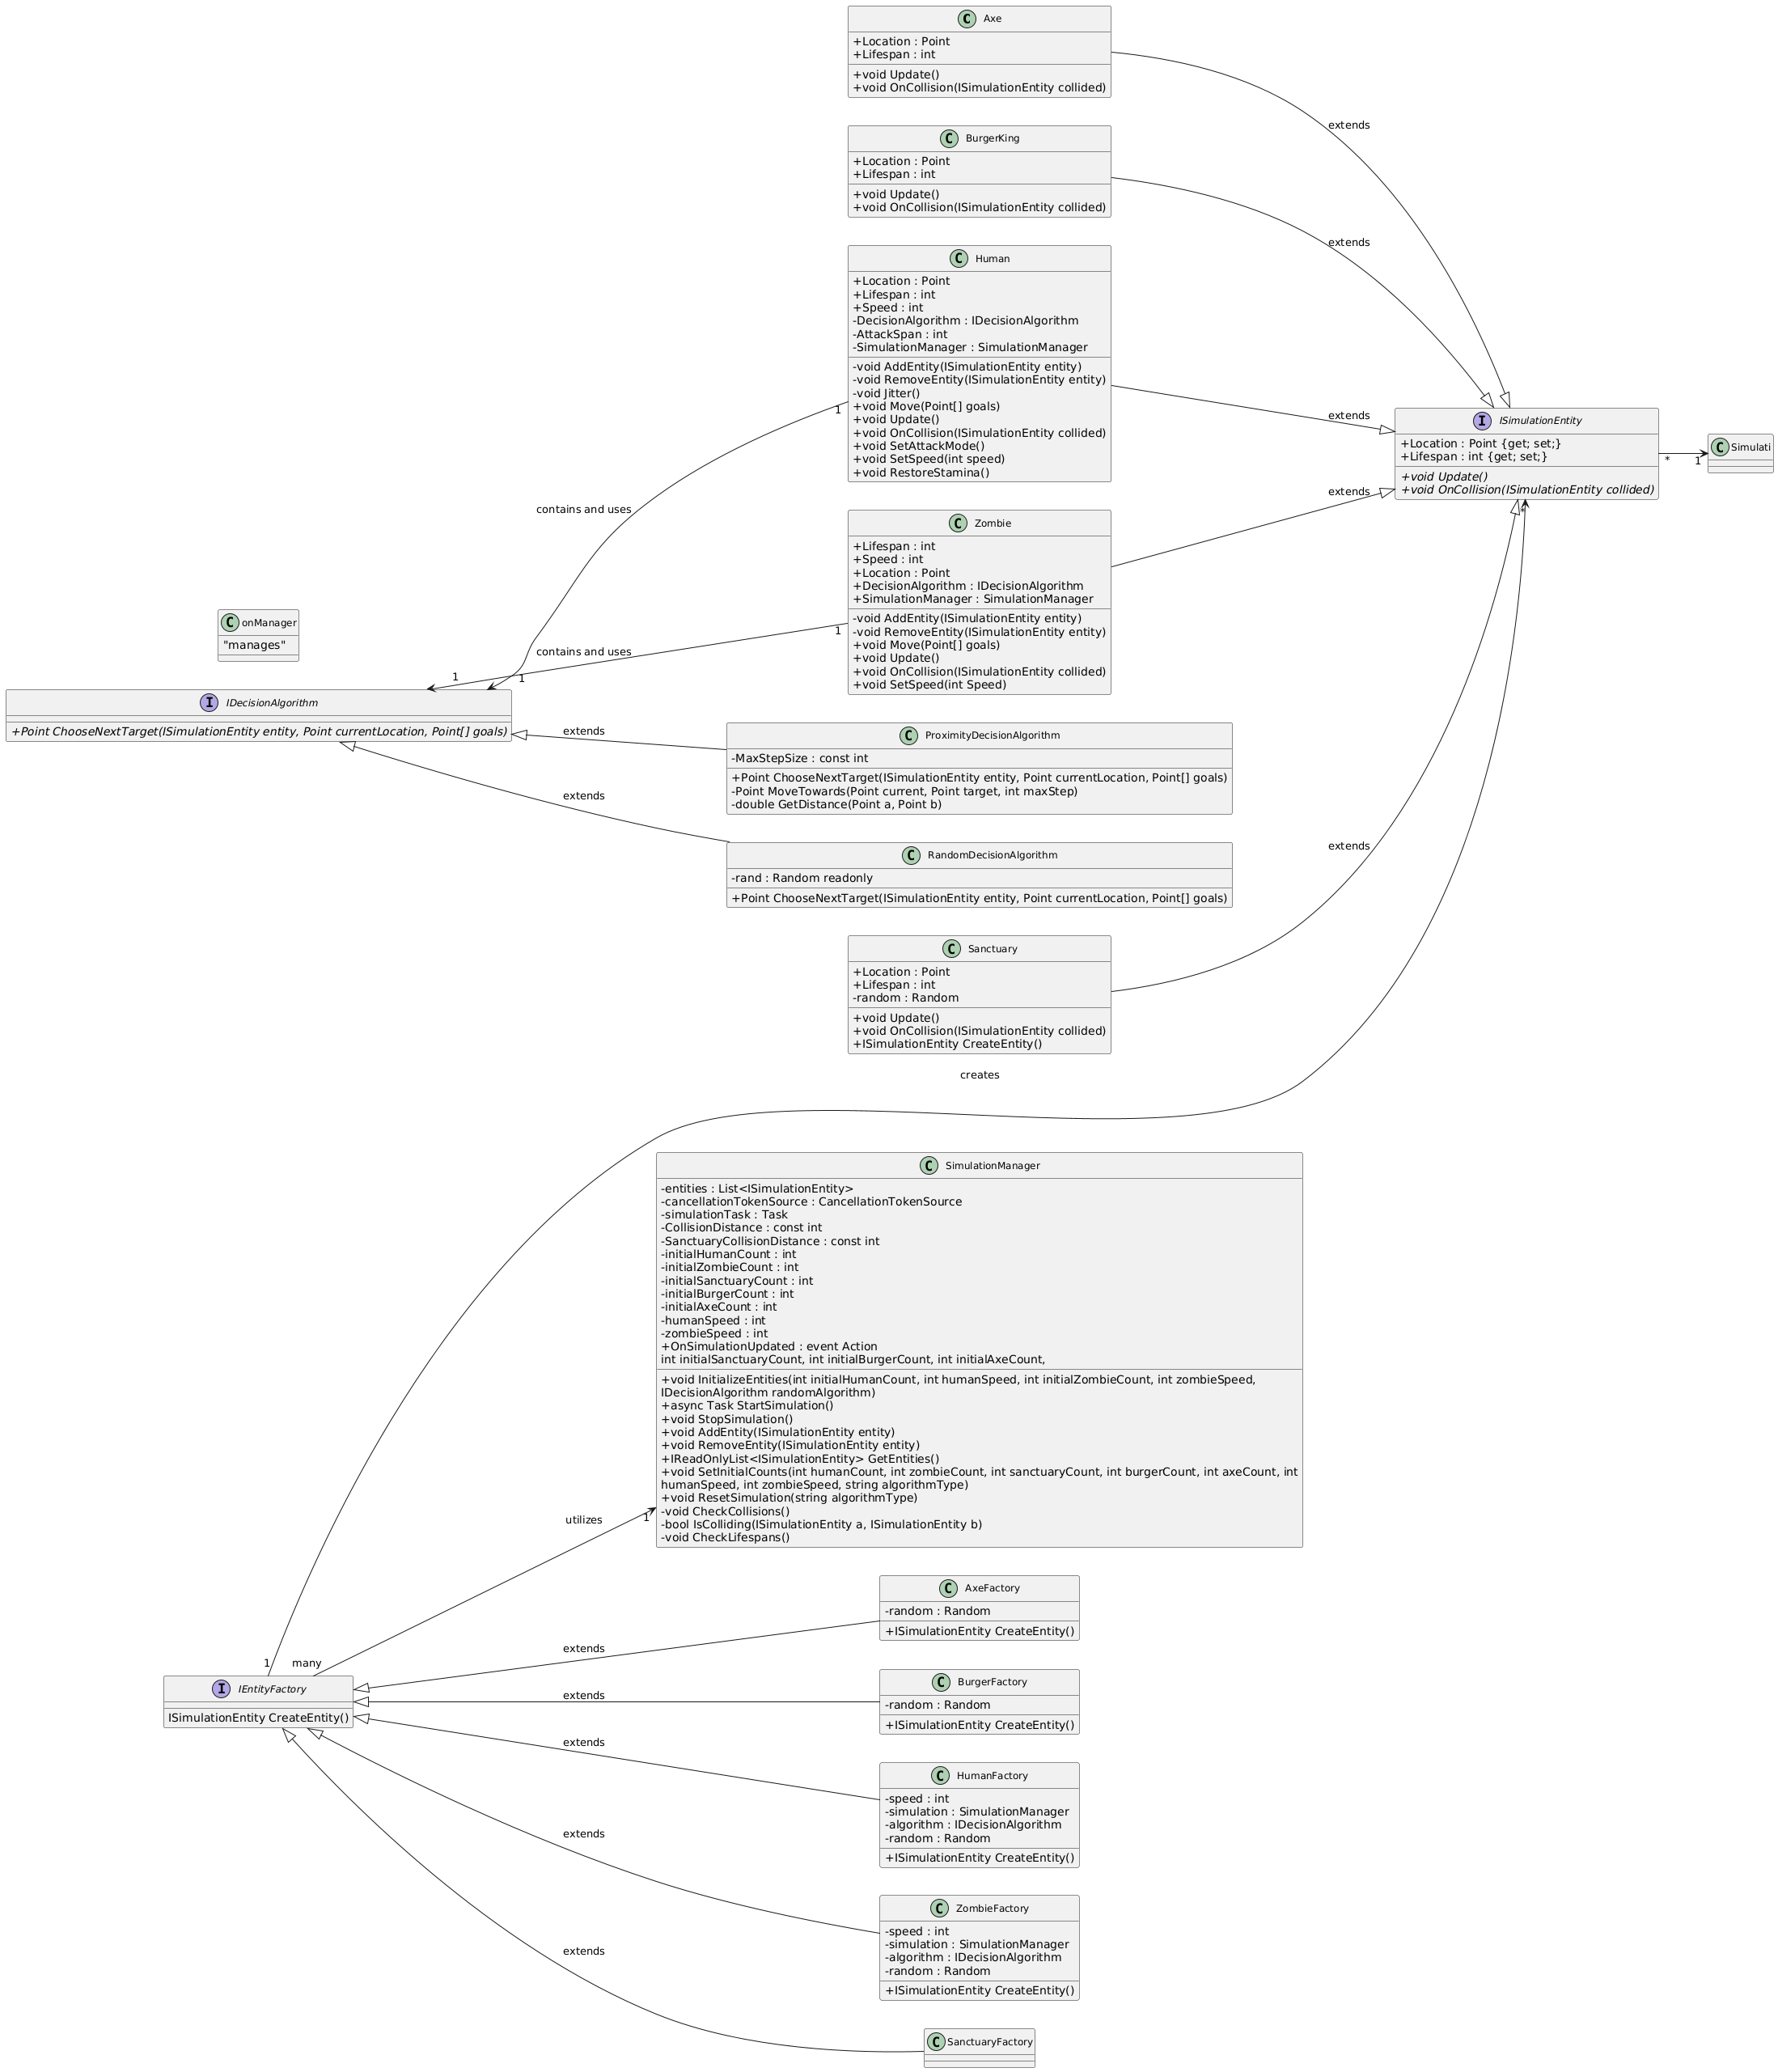 C Axe
+Location : Point
+Lifespan : int
+void Update()
+void OnCollision(ISimulationEntity collided)
extends
C BurgerKing
+Location : Point
+Lifespan : int
+void Update()
+void OnCollision(ISimulationEntity collided)
extends
C Human
+Location : Point
+Lifespan : int
+Speed : int
-DecisionAlgorithm : IDecisionAlgorithm
-AttackSpan : int
-SimulationManager : SimulationManager
-void AddEntity(ISimulationEntity entity)
-void RemoveEntity(ISimulationEntity entity)
-void Jitter()
+void Move(Point[] goals)
+void Update()
+void OnCollision(ISimulationEntity collided)
+void SetAttackMode()
+void SetSpeed(int speed)
+void RestoreStamina()
1
extends
I ISimulationEntity
+Location : Point {get; set;}
+Lifespan : int {get; set;}
+void Update()
+void OnCollision(ISimulationEntity collided)
*
1
C Simulati
extends
*
contains and uses
C Zombie
+Lifespan : int
+Speed : int
+Location : Point
+DecisionAlgorithm : IDecisionAlgorithm
+SimulationManager : SimulationManager
-void AddEntity(ISimulationEntity entity)
-void RemoveEntity(ISimulationEntity entity)
+void Move(Point[] goals)
+void Update()
+void OnCollision(ISimulationEntity collided)
+void SetSpeed(int Speed)
1
C onManager
"manages"
contains and uses
1
1
I IDecisionAlgorithm
+Point ChooseNextTarget(ISimulationEntity entity, Point currentLocation, Point[] goals)
extends
C ProximityDecisionAlgorithm
-MaxStepSize : const int
+Point ChooseNextTarget(ISimulationEntity entity, Point currentLocation, Point[] goals)
-Point MoveTowards(Point current, Point target, int maxStep)
-double GetDistance(Point a, Point b)
extends
C RandomDecisionAlgorithm
-rand : Random readonly
+Point ChooseNextTarget(ISimulationEntity entity, Point currentLocation, Point[] goals)
extends
C Sanctuary
+Location : Point
+Lifespan : int
-random : Random
+void Update()
+void OnCollision(ISimulationEntity collided)
+ISimulationEntity CreateEntity()
creates
C SimulationManager
-entities : List<ISimulationEntity>
-cancellationTokenSource : CancellationTokenSource
-simulationTask : Task
-CollisionDistance : const int
-SanctuaryCollisionDistance : const int
-initialHumanCount : int
-initialZombieCount : int
-initialSanctuaryCount : int
-initialBurgerCount : int
-initialAxeCount : int
-humanSpeed : int
-zombieSpeed : int
+OnSimulationUpdated : event Action
int initialSanctuaryCount, int initialBurgerCount, int initialAxeCount,
+void InitializeEntities(int initialHumanCount, int humanSpeed, int initialZombieCount, int zombieSpeed,
IDecisionAlgorithm randomAlgorithm)
+async Task StartSimulation()
+void StopSimulation()
+void AddEntity(ISimulationEntity entity)
+void RemoveEntity(ISimulationEntity entity)
+IReadOnlyList<ISimulationEntity> GetEntities()
+void SetInitialCounts(int humanCount, int zombieCount, int sanctuaryCount, int burgerCount, int axeCount, int
humanSpeed, int zombieSpeed, string algorithmType)
+void ResetSimulation(string algorithmType)
-void CheckCollisions()
-bool IsColliding(ISimulationEntity a, ISimulationEntity b)
-void CheckLifespans()
utilizes
1
1
many
I IEntityFactory
ISimulationEntity CreateEntity()
extends
C AxeFactory
-random : Random
+ISimulationEntity CreateEntity()
extends
C BurgerFactory
-random : Random
+ISimulationEntity CreateEntity()
extends
C HumanFactory
-speed : int
-simulation : SimulationManager
-algorithm : IDecisionAlgorithm
-random : Random
+ISimulationEntity CreateEntity()
extends
C ZombieFactory
-speed : int
-simulation : SimulationManager
-algorithm : IDecisionAlgorithm
-random : Random
+ISimulationEntity CreateEntity()
extends
C SanctuaryFactory